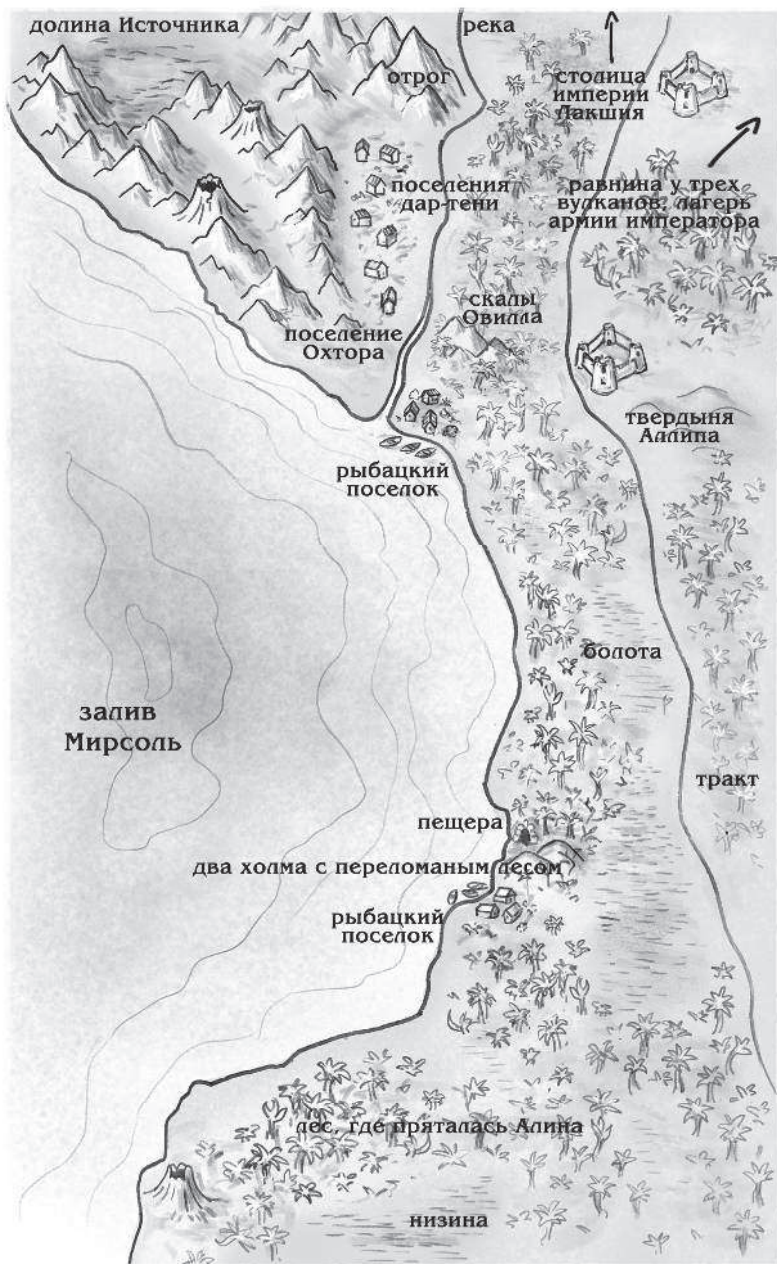 долина Источника
река
отрог
столица
империи
Лакшия
поселения
дар-тени
равнина у трех
вулканов, лагерь
армии императора
скалы
Овилла
поселение
Охтора
твердыня
Аллипа
рыбацкий
поселок
болота
залив
Мирсоль
тракт
пещера
два холма с переломаным лесом
рыбацкий
поселок
лес, где пряталась Алина
низина